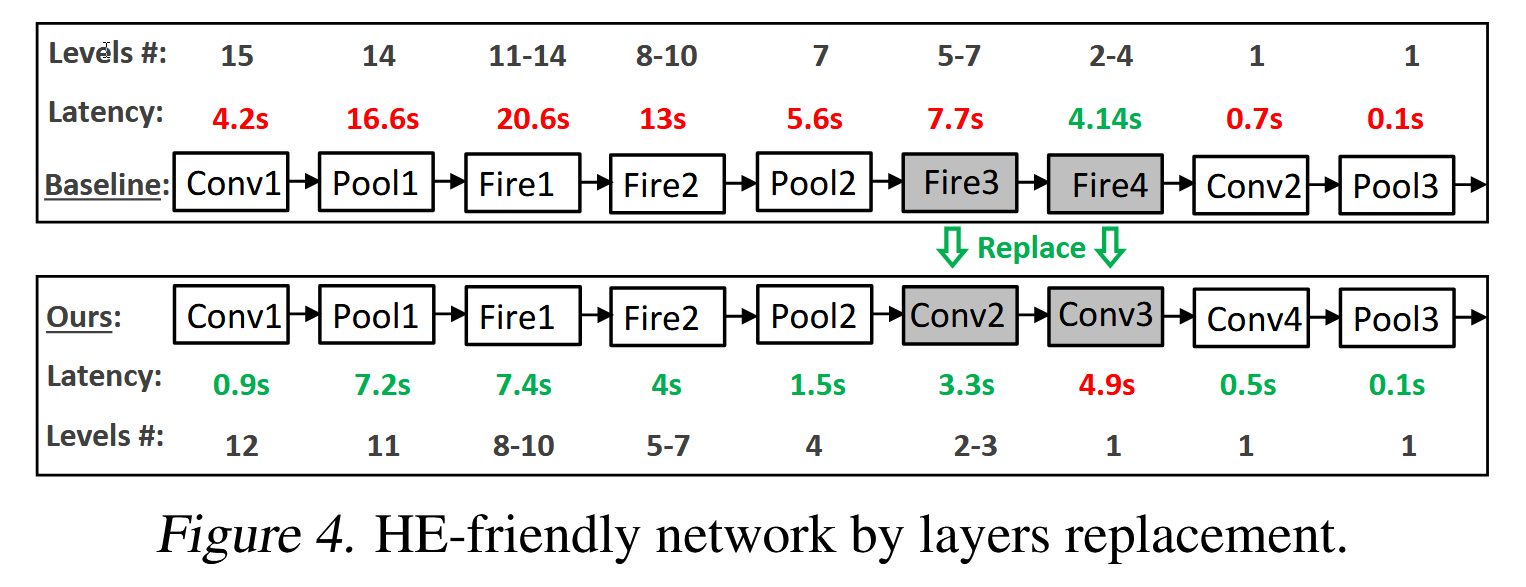 Levels #: 15 14 11-14 8-10 7 5-7 2-4 1 1
Latency: 4.2s 16.6s 20.6s 13s 5.6s 7.7s 4.14s 0.7s 0.1s
Baseline: Conv1 Pool1 Fire1 Fire2 Pool2 Fire3 Fire4 Conv2 Pool3
Replace
Ours: Conv1 Pool1 Fire1 Fire2 Pool2 Conv2 Conv3 Conv4 Pool3
Latency: 0.9s 7.2s 7.4s 4s 1.5s 3.3s 4.9s 0.5s 0.1s
Levels #: 12 11 8-10 5-7 4 2-3 1 1 1
Figure 4. HE-friendly network by layers replacement.